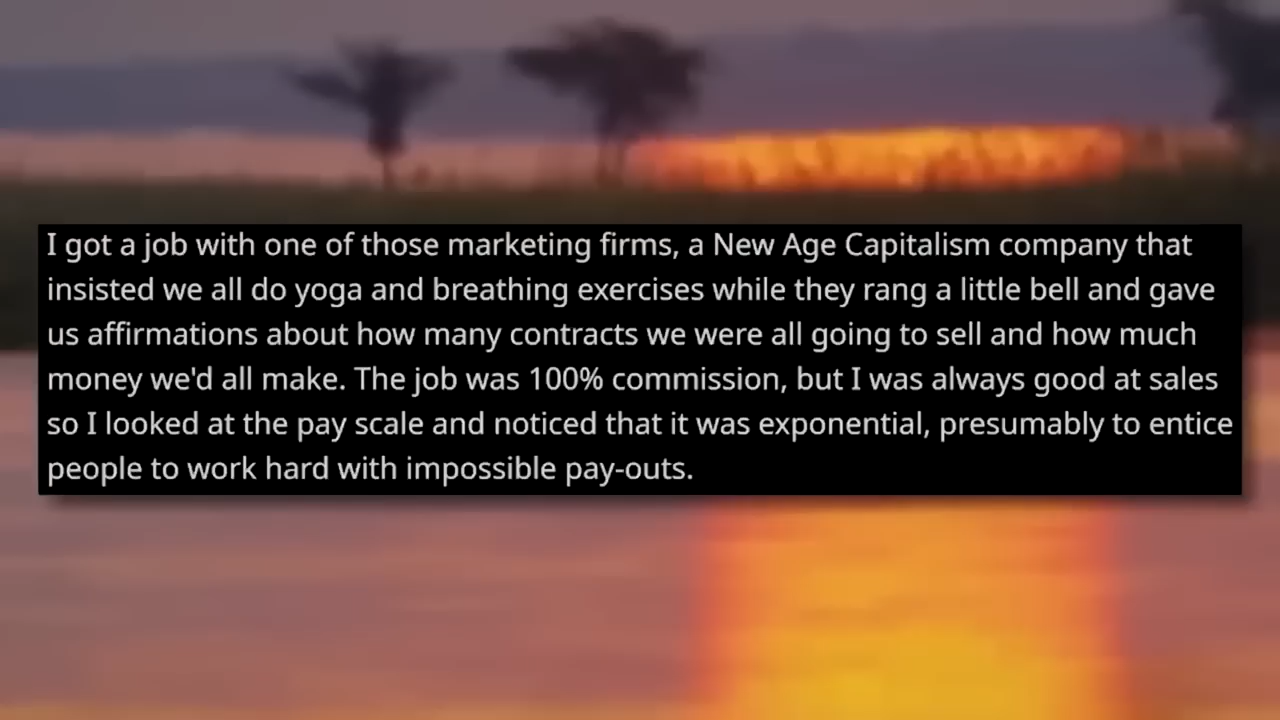 I got a job with one of those marketing firms, a New Age Capitalism company that
insisted we all do yoga and breathing exercises while they rang a little bell and gave
us affirmations about how many contracts we were all going to sell and how much
money we'd all make. The job was 100% commission, but I was always good at sales
so I looked at the pay scale and noticed that it was exponential, presumably to entice
people to work hard with impossible pay-outs.